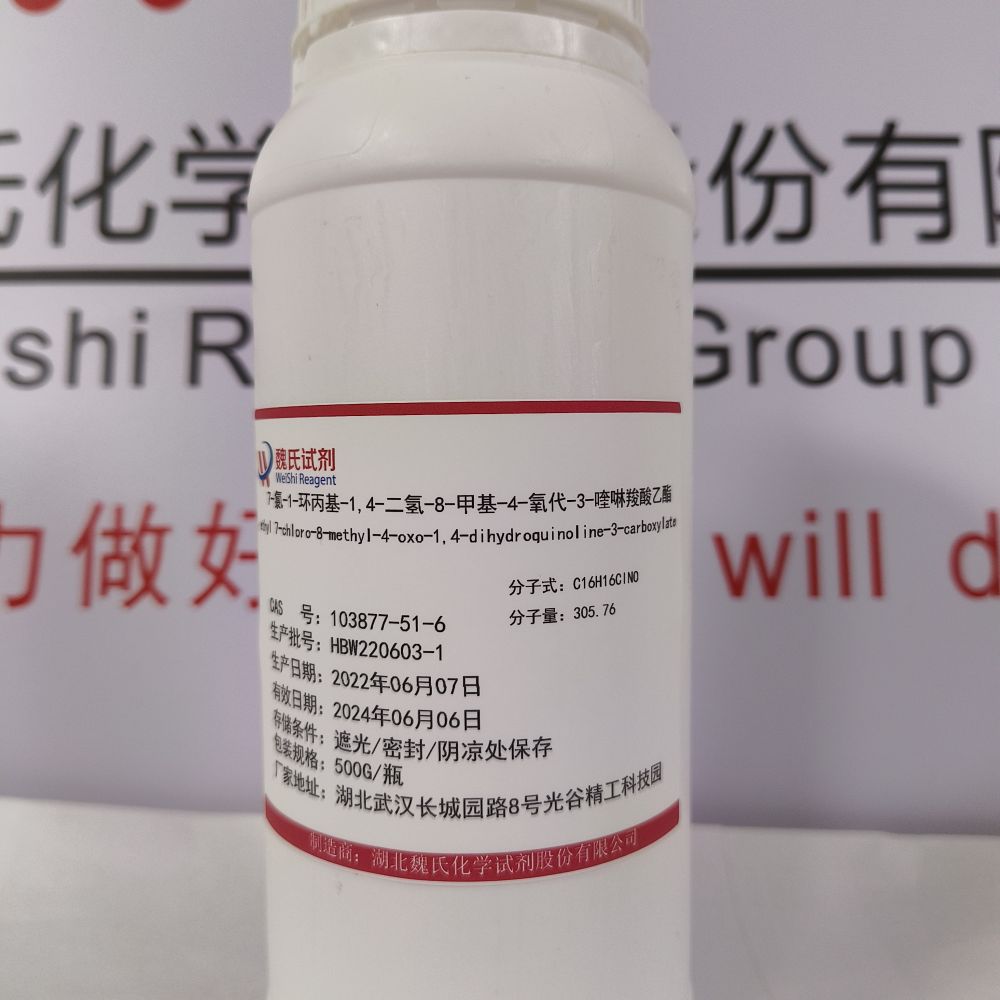 氏化学
份有限
shi R
Group
力做好
will d
魏氏试剂
WeiShi Reagent
7-氯-1-环丙基-1,4-二氢-8-甲基-4-氧代-3-喹啉羧酸乙酯
ethyl 7-chloro-8-methyl-4-oxo-1,4-dihydroquinoline-3-carboxylate
分子式：C16H16ClNO
分子量：305.76
CAS 号：103877-51-6
生产批号：HBW220603-1
生产日期：2022年06月07日
有效日期：2024年06月06日
存储条件：遮光/密封/阴凉处保存
包装规格：500G/瓶
厂家地址：湖北武汉长城园路8号光谷精工科技园
制造商：湖北魏氏化学试剂股份有限公司